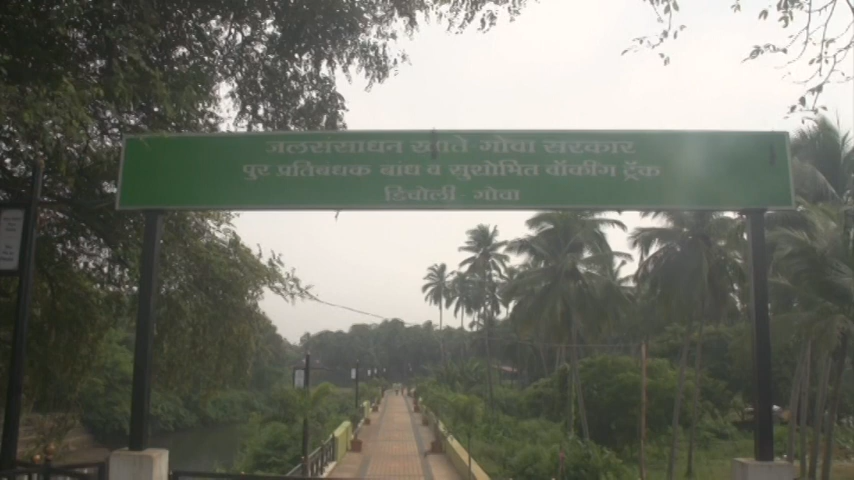 जलसंसाधन खाते गोवा सरकार
पुर प्रतिबंधक बांध व सुशोभित वॉकींग ट्रॅक
डिचोली - गोवा